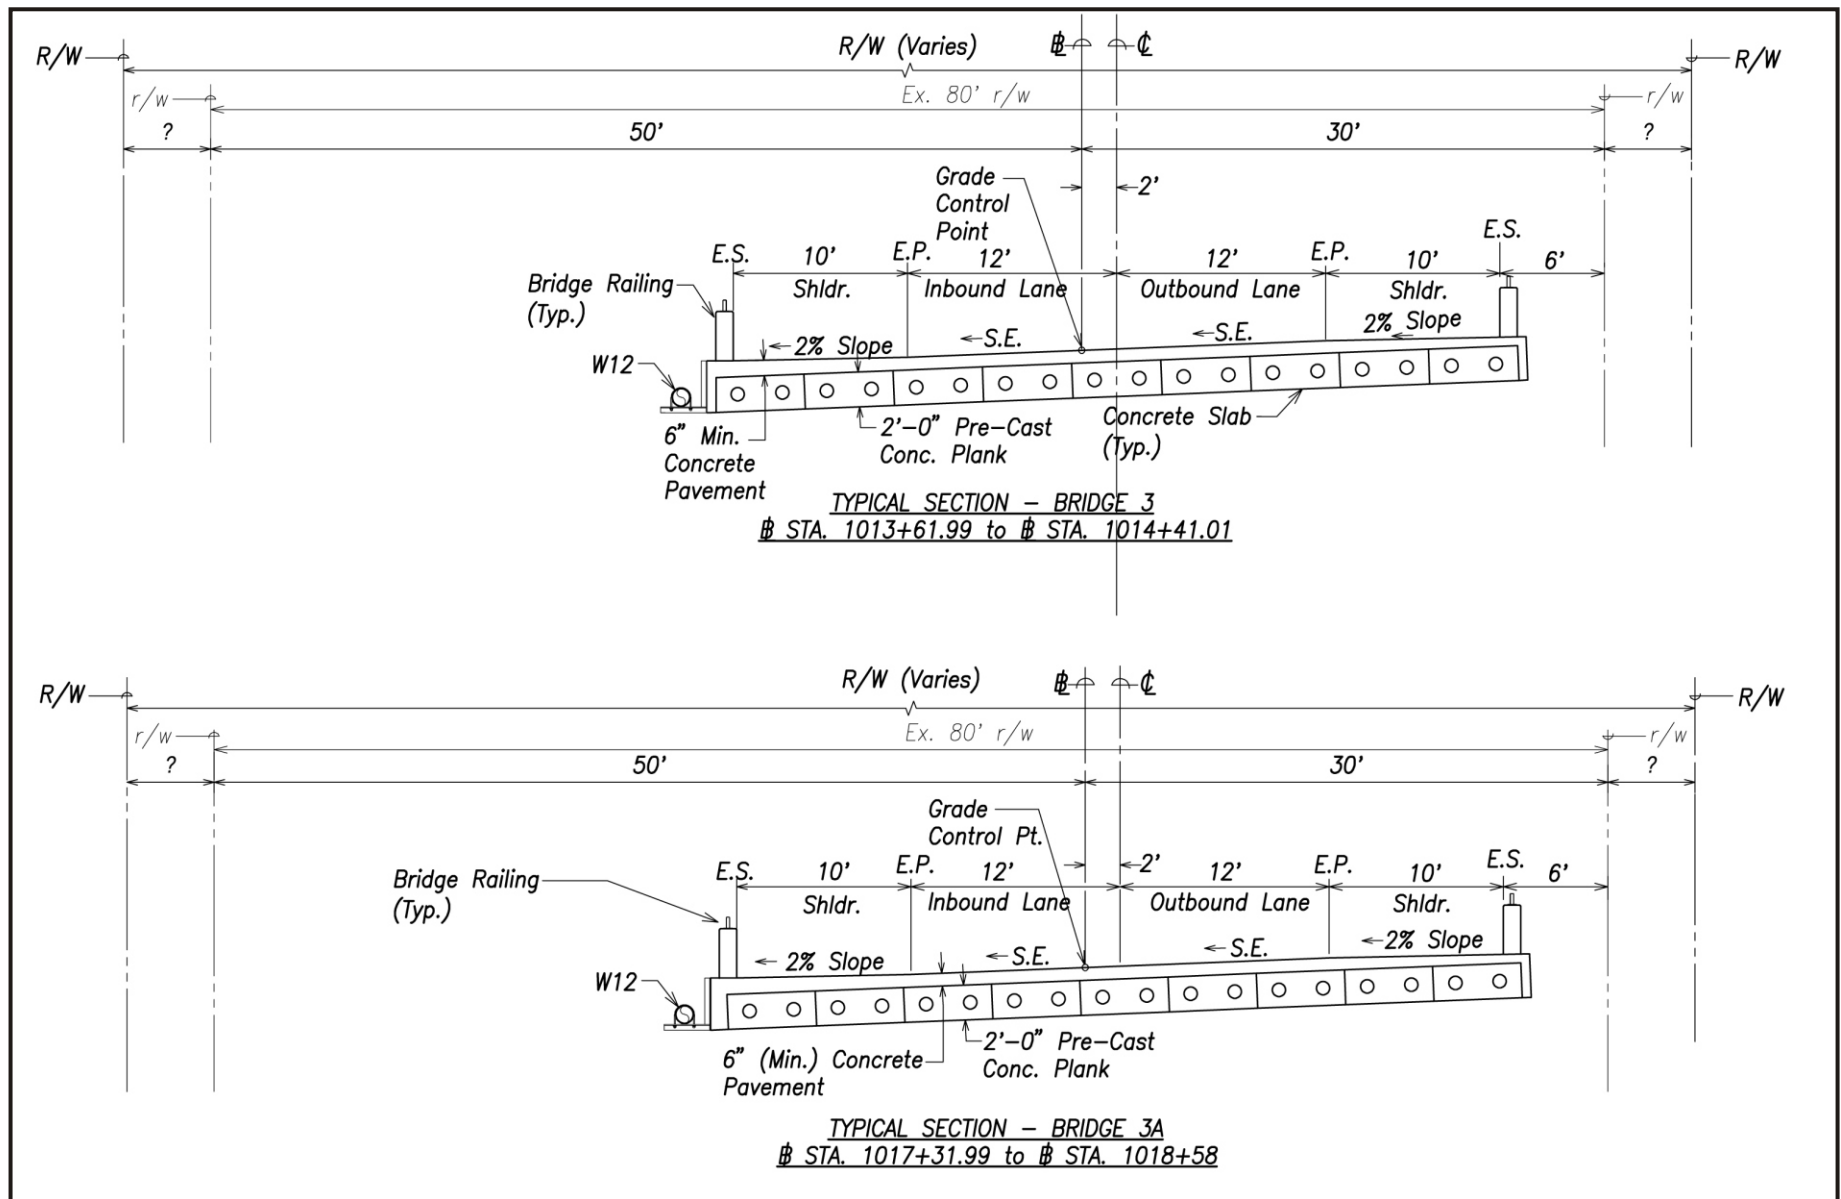 R/W (Varies)
℄ ℄
R/W
R/W
r/w
Ex. 80' r/w
r/w
?
50'
30'
?
Grade
Control
Point
2'
E.S.
10'
E.P.
12'
12'
E.P.
10'
E.S.
6'
Bridge Railing
(Typ.)
Shldr.
Inbound Lane
Outbound Lane
Shldr.
2% Slope
S.E.
S.E.
2% Slope
W12
6" Min.
Concrete
Pavement
2'-0" Pre-Cast
Conc. Plank
Concrete Slab
(Typ.)
TYPICAL SECTION - BRIDGE 3
BL STA. 1013+61.99 to BL STA. 1014+41.01
R/W (Varies)
BL ℄
R/W
R/W
r/w
Ex. 80' r/w
r/w
?
50'
30'
?
Grade
Control Pt.
2'
E.S.
10'
E.P.
12'
12'
E.P.
10'
E.S.
6'
Bridge Railing
(Typ.)
Shldr.
Inbound Lane
Outbound Lane
Shldr.
2% Slope
S.E.
S.E.
2% Slope
W12
6" (Min.) Concrete
Pavement
2'-0" Pre-Cast
Conc. Plank
TYPICAL SECTION - BRIDGE 3A
BL STA. 1017+31.99 to BL STA. 1018+58